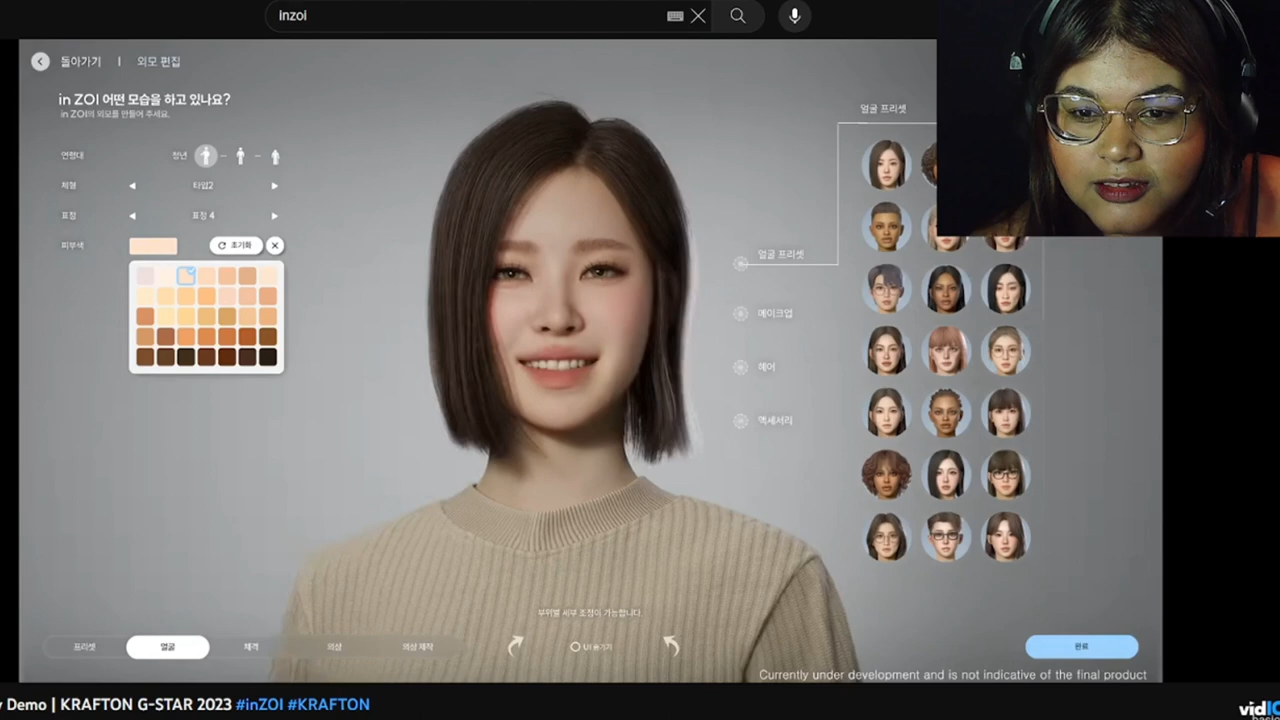 inzoi
돌아가기 | 외모 편집
in ZOI 어떤 모습을 하고 있나요?
in ZOI의 외모를 만들어 주세요.
연령대 청년
체형 타입2
표정 표정 4
피부색 초기화
얼굴 프리셋
얼굴 프리셋
메이크업
헤어
액세서리
부위별 세부 조정이 가능합니다
프리셋 얼굴 체격 의상 의상 제작
UI 숨기기
완료
Currently under development and is not indicative of the final product
Demo | KRAFTON G-STAR 2023 #inZOI #KRAFTON